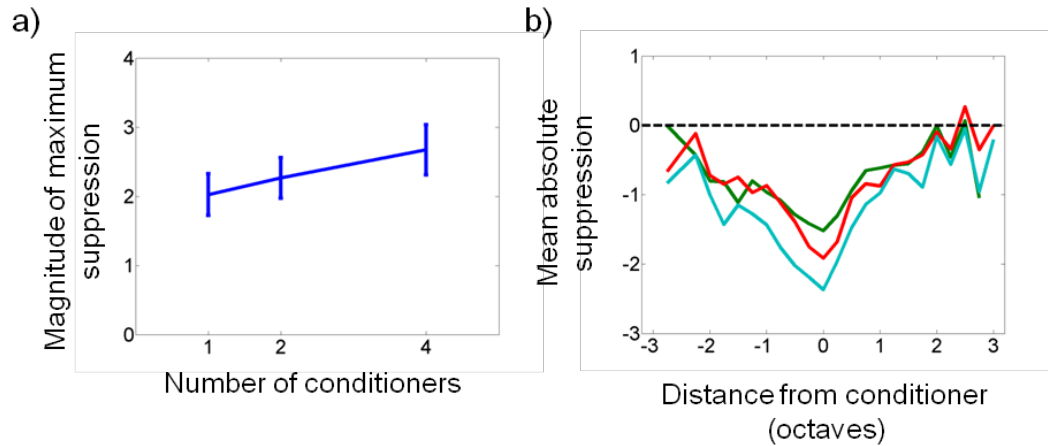 a)
Magnitude of maximum
suppression
4
3
2
1
0
1
2
4
Number of conditioners
b)
Mean absolute
suppression
1
0
-1
-2
-3
-3
-2
-1
0
1
2
3
Distance from conditioner
(octaves)